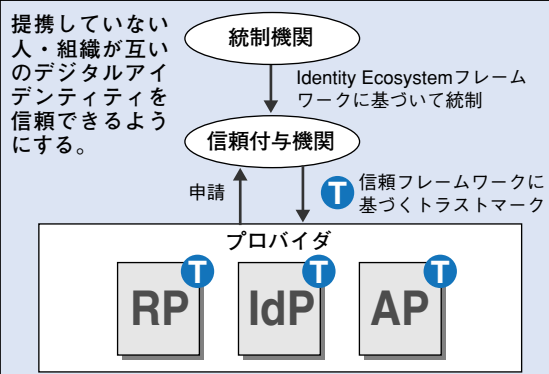 提携していない
人・組織が互い
のデジタルアイ
デンティティを
信頼できるよう
にする。
統制機関
Identity Ecosystemフレーム
ワークに基づいて統制
信頼付与機関
申請
T 信頼フレームワークに
基づくトラストマーク
プロバイダ
T
T
T
RP
IdP
AP